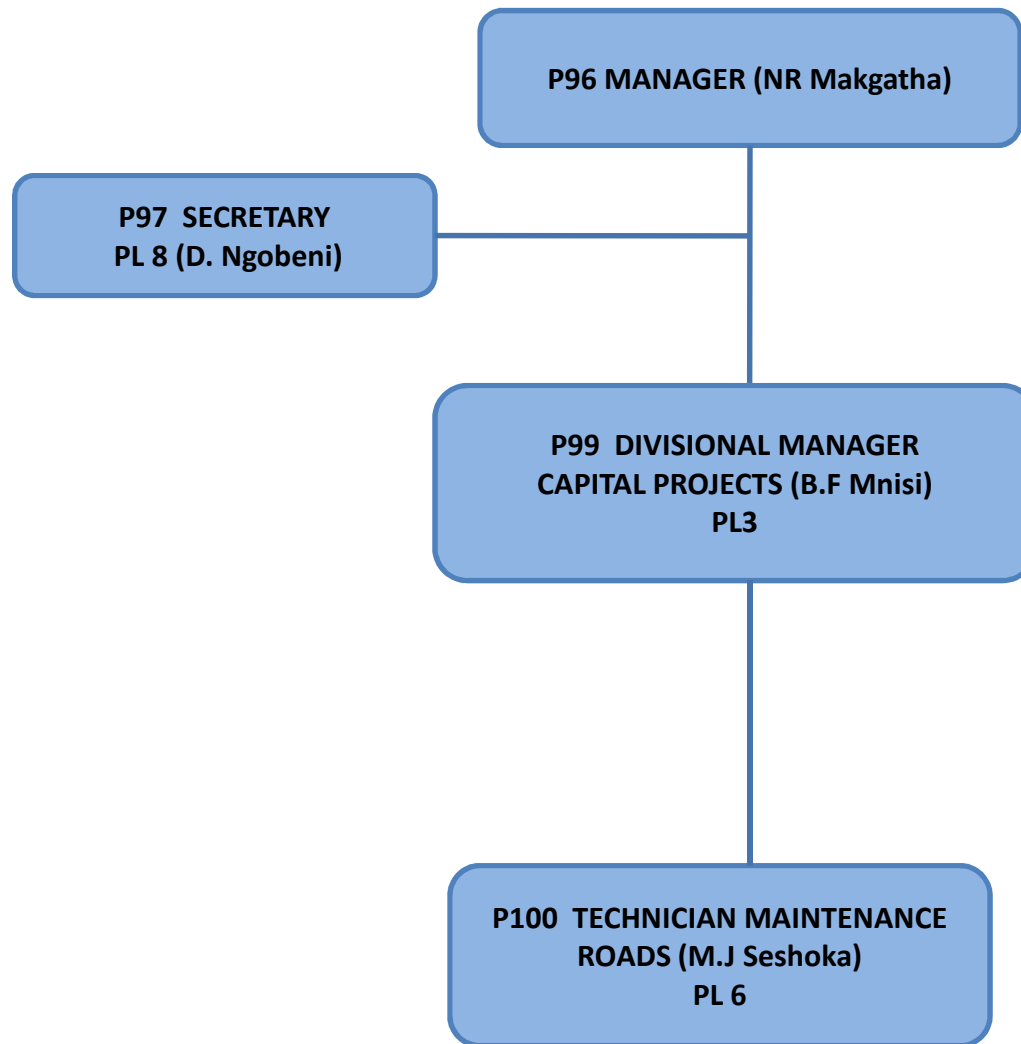 P96 MANAGER (NR Makgatha)
P97  SECRETARY
PL 8 (D. Ngobeni)
P99  DIVISIONAL MANAGER
CAPITAL PROJECTS (B.F Mnisi)
PL3
P100  TECHNICIAN MAINTENANCE
ROADS (M.J Seshoka)
PL 6